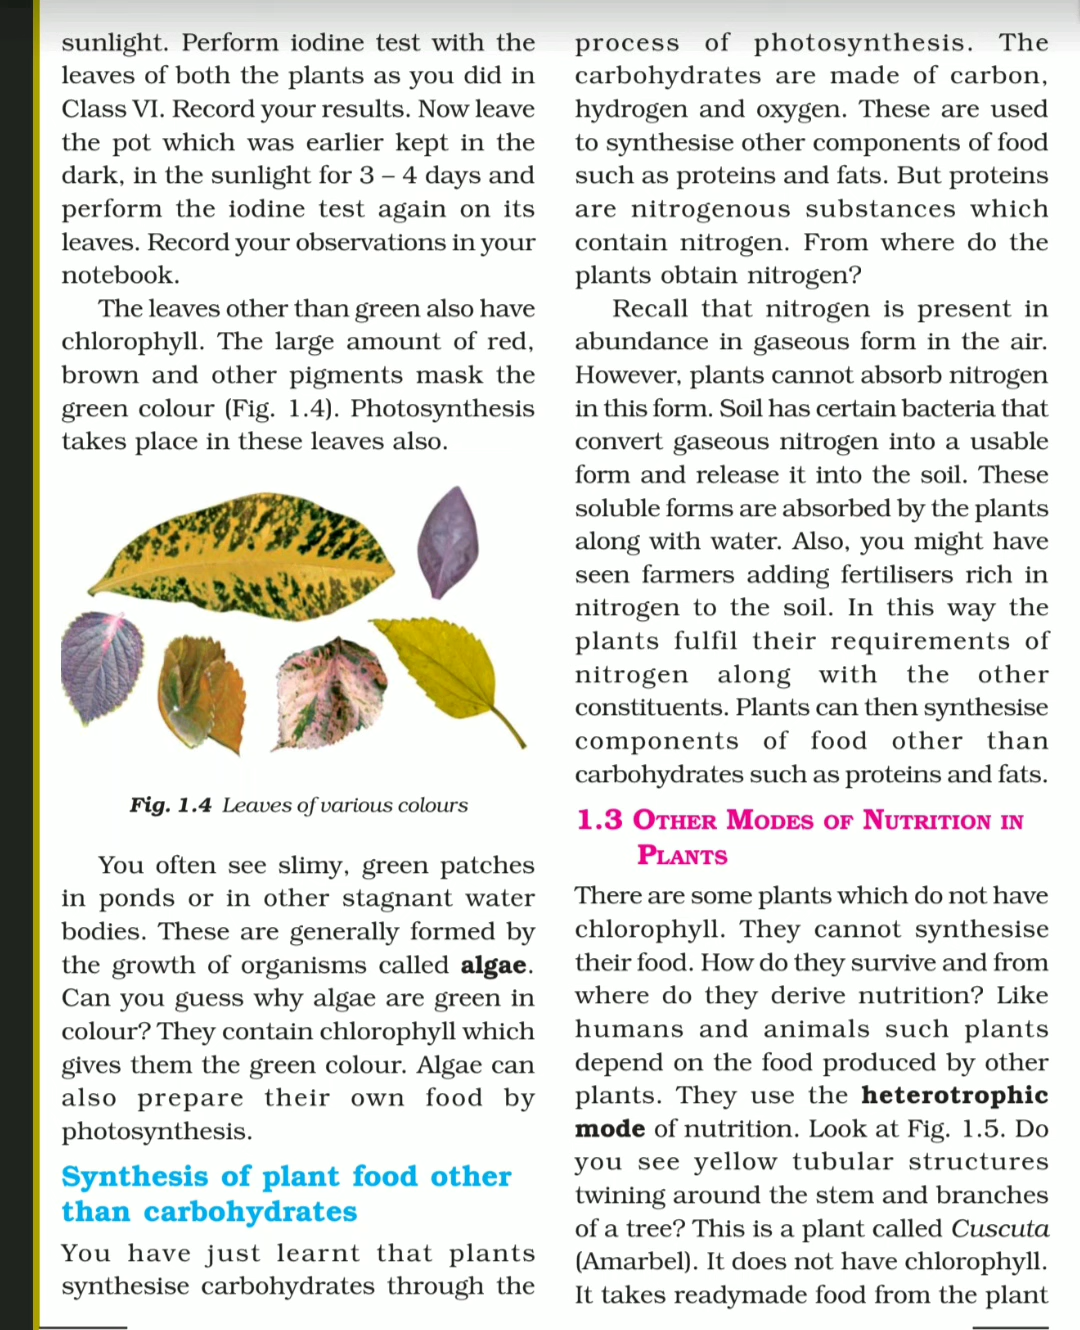 sunlight. Perform iodine test with the
leaves of both the plants as you did in
Class VI. Record your results. Now leave
the pot which was earlier kept in the
dark, in the sunlight for 3 – 4 days and
perform the iodine test again on its
leaves. Record your observations in your
notebook.
The leaves other than green also have
chlorophyll. The large amount of red,
brown and other pigments mask the
green colour (Fig. 1.4). Photosynthesis
takes place in these leaves also.
Fig. 1.4 Leaves of various colours
You often see slimy, green patches
in ponds or in other stagnant water
bodies. These are generally formed by
the growth of organisms called algae.
Can you guess why algae are green in
colour? They contain chlorophyll which
gives them the green colour. Algae can
also prepare their own food by
photosynthesis.
Synthesis of plant food other
than carbohydrates
You have just learnt that plants
synthesise carbohydrates through the
process of photosynthesis. The
carbohydrates are made of carbon,
hydrogen and oxygen. These are used
to synthesise other components of food
such as proteins and fats. But proteins
are nitrogenous substances which
contain nitrogen. From where do the
plants obtain nitrogen?
Recall that nitrogen is present in
abundance in gaseous form in the air.
However, plants cannot absorb nitrogen
in this form. Soil has certain bacteria that
convert gaseous nitrogen into a usable
form and release it into the soil. These
soluble forms are absorbed by the plants
along with water. Also, you might have
seen farmers adding fertilisers rich in
nitrogen to the soil. In this way the
plants fulfil their requirements of
nitrogen along with the other
constituents. Plants can then synthesise
components of food other than
carbohydrates such as proteins and fats.
1.3 OTHER MODES OF NUTRITION IN
PLANTS
There are some plants which do not have
chlorophyll. They cannot synthesise
their food. How do they survive and from
where do they derive nutrition? Like
humans and animals such plants
depend on the food produced by other
plants. They use the heterotrophic
mode of nutrition. Look at Fig. 1.5. Do
you see yellow tubular structures
twining around the stem and branches
of a tree? This is a plant called Cuscuta
(Amarbel). It does not have chlorophyll.
It takes readymade food from the plant